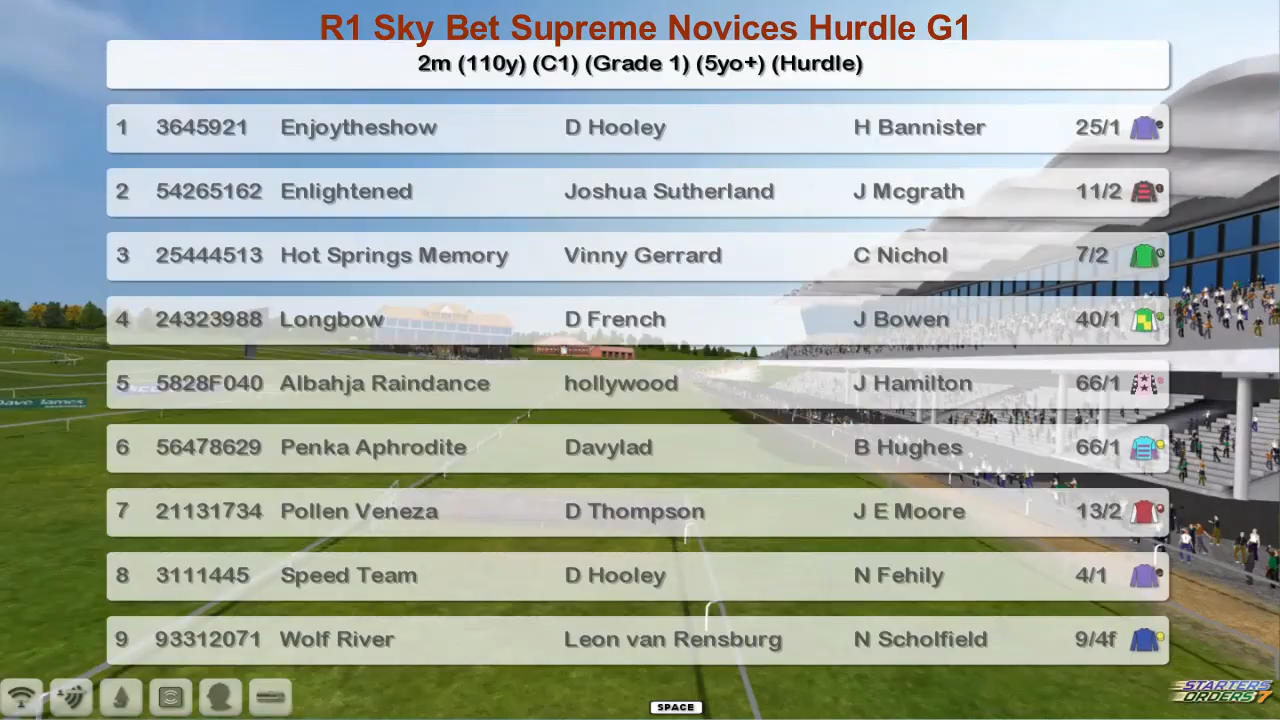 R1 Sky Bet Supreme Novices Hurdle G1
2m (110y) (C1) (Grade 1) (5yo+) (Hurdle)
1 3645921 Enjoytheshow D Hooley H Bannister 25/1
2 54265162 Enlightened Joshua Sutherland J Mcgrath 11/2
3 25444513 Hot Springs Memory Vinny Gerrard C Nichol 7/2
4 24323988 Longbow D French J Bowen 40/1
5 5828F040 Albahja Raindance hollywood J Hamilton 66/1
6 56478629 Penka Aphrodite Davylad B Hughes 66/1
7 21131734 Pollen Veneza D Thompson J E Moore 13/2
8 3111445 Speed Team D Hooley N Fehily 4/1
9 93312071 Wolf River Leon van Rensburg N Scholfield 9/4f
SPACE
STARTERS
ORDERS 7